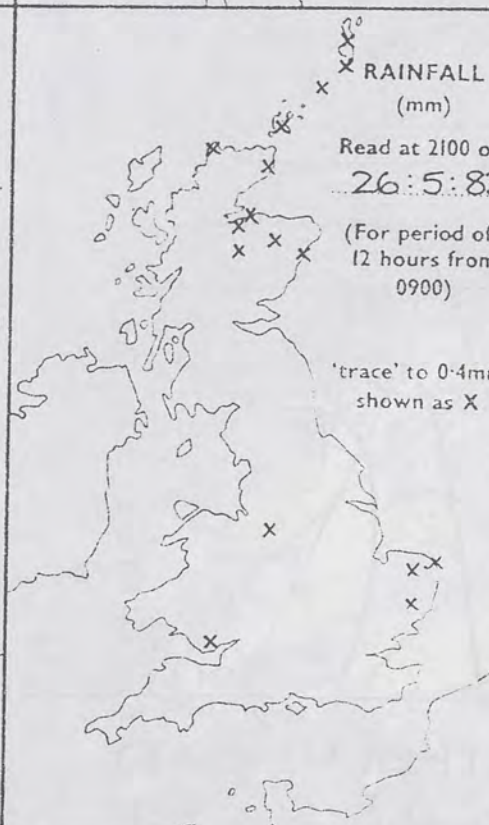 RAINFALL
(mm)
Read at 2100 o
26:5:83
(For period of
12 hours from
0900)
'trace' to 0·4mm
shown as X